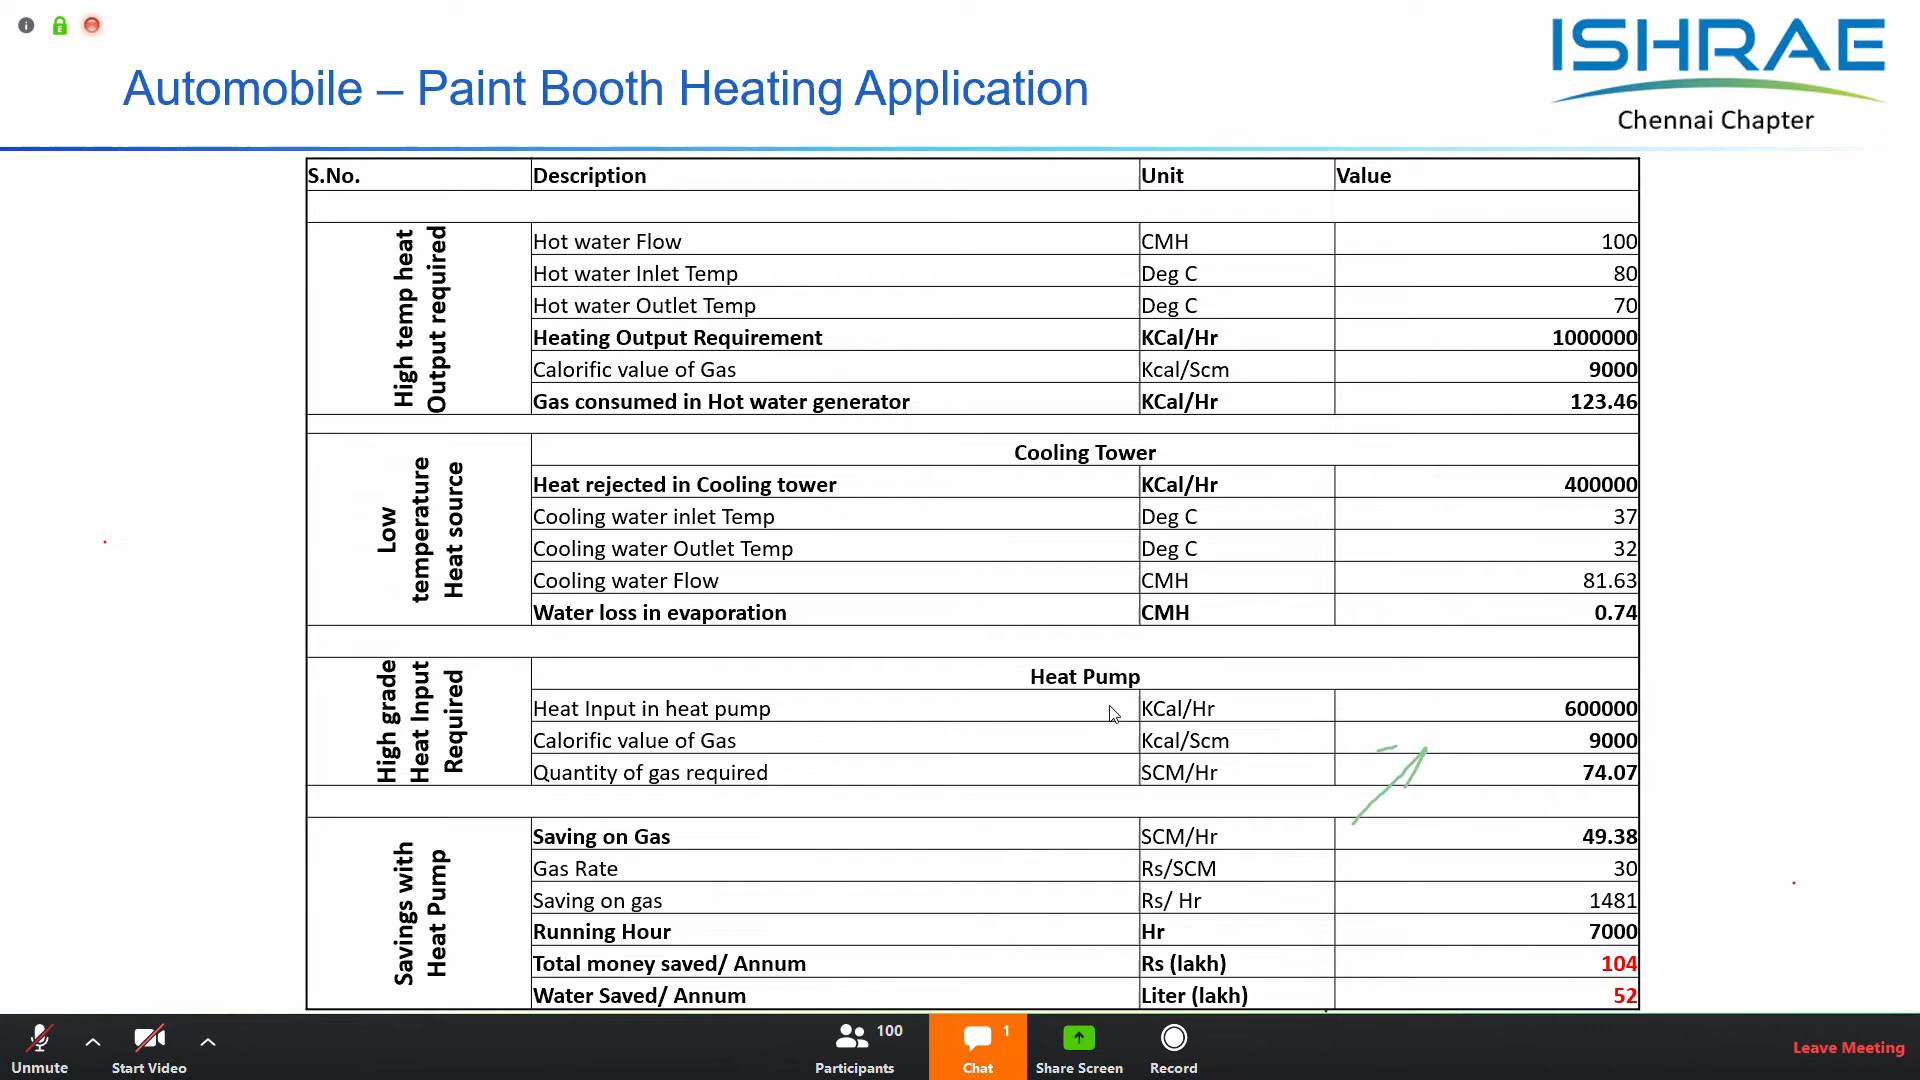 Automobile – Paint Booth Heating Application
ISHRAE
Chennai Chapter
S.No. Description Unit Value
High temp heat Output required
Hot water Flow CMH 100
Hot water Inlet Temp Deg C 80
Hot water Outlet Temp Deg C 70
Heating Output Requirement KCal/Hr 1000000
Calorific value of Gas Kcal/Scm 9000
Gas consumed in Hot water generator KCal/Hr 123.46
Low temperature Heat source
Cooling Tower
Heat rejected in Cooling tower KCal/Hr 400000
Cooling water inlet Temp Deg C 37
Cooling water Outlet Temp Deg C 32
Cooling water Flow CMH 81.63
Water loss in evaporation CMH 0.74
High grade Heat Input Required
Heat Pump
Heat Input in heat pump KCal/Hr 600000
Calorific value of Gas Kcal/Scm 9000
Quantity of gas required SCM/Hr 74.07
Savings with Heat Pump
Saving on Gas SCM/Hr 49.38
Gas Rate Rs/SCM 30
Saving on gas Rs/ Hr 1481
Running Hour Hr 7000
Total money saved/ Annum Rs (lakh) 104
Water Saved/ Annum Liter (lakh) 52
100 1
Unmute Start Video Participants Chat Share Screen Record Leave Meeting